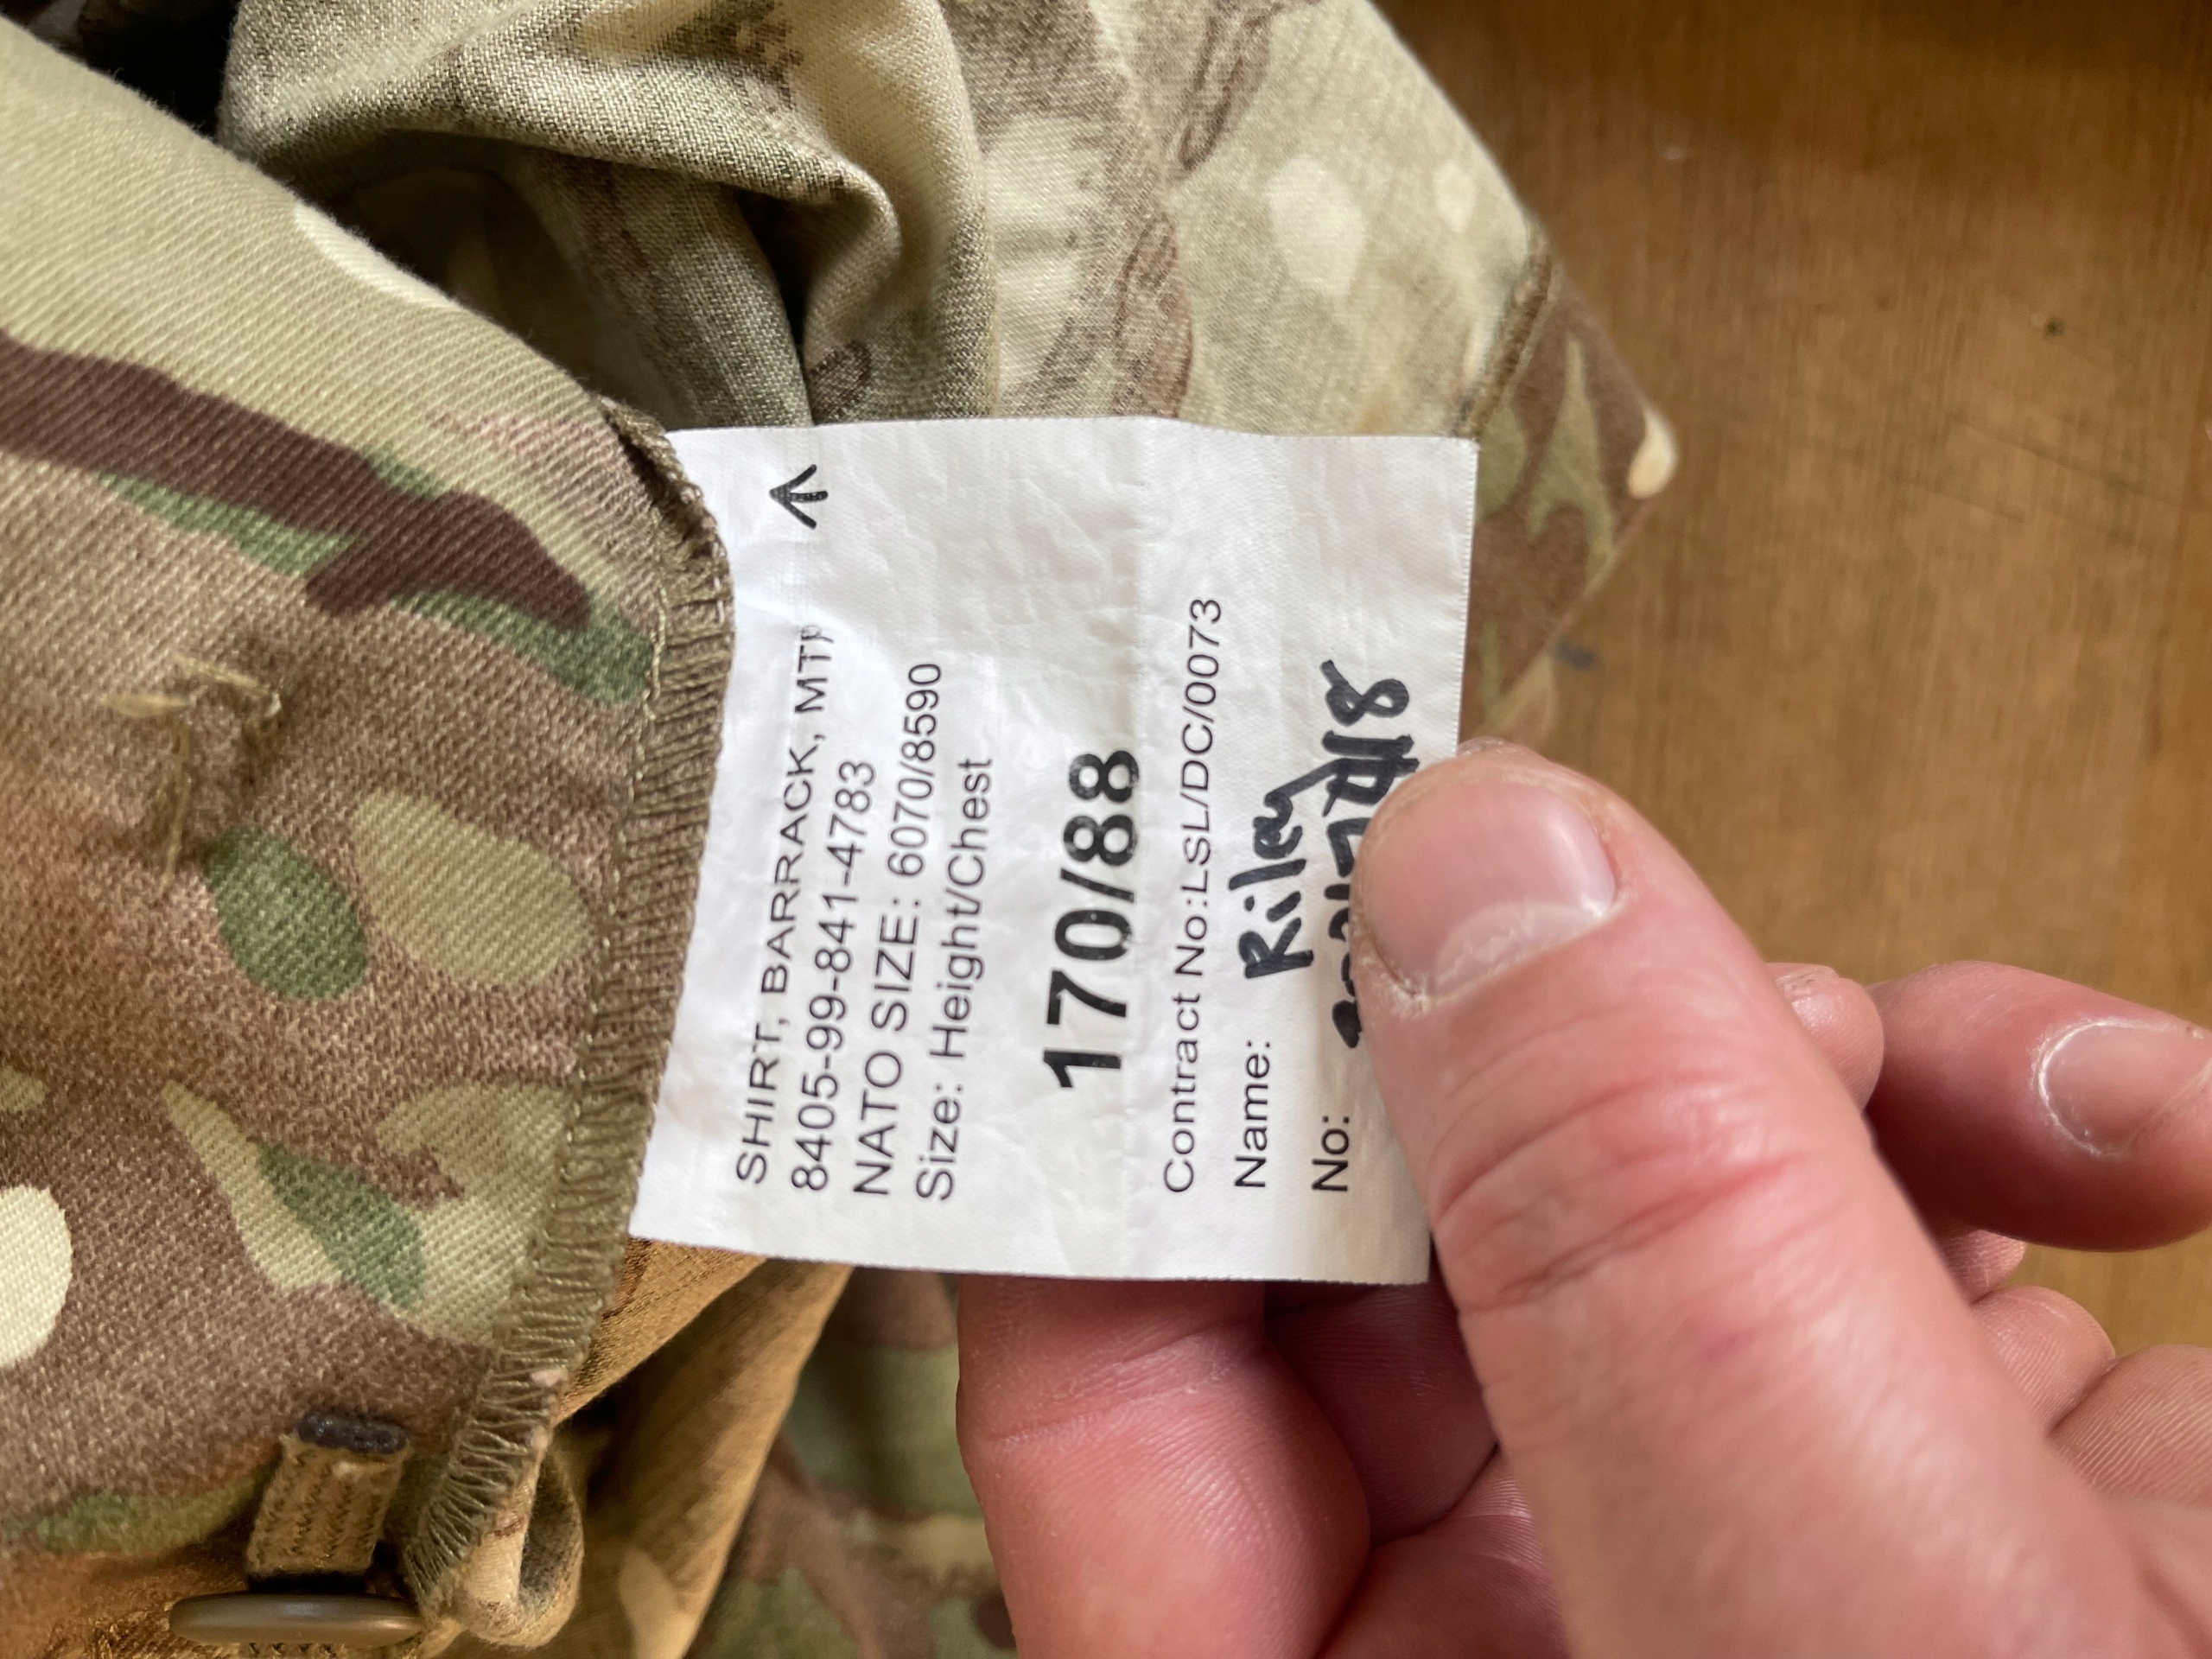 SHIRT, BARRACK, MTP
8405-99-841-4783
NATO SIZE: 6070/8590
Size: Height/Chest
170/88
Contract No:LSL/DC/0073
Name: Riley
No: